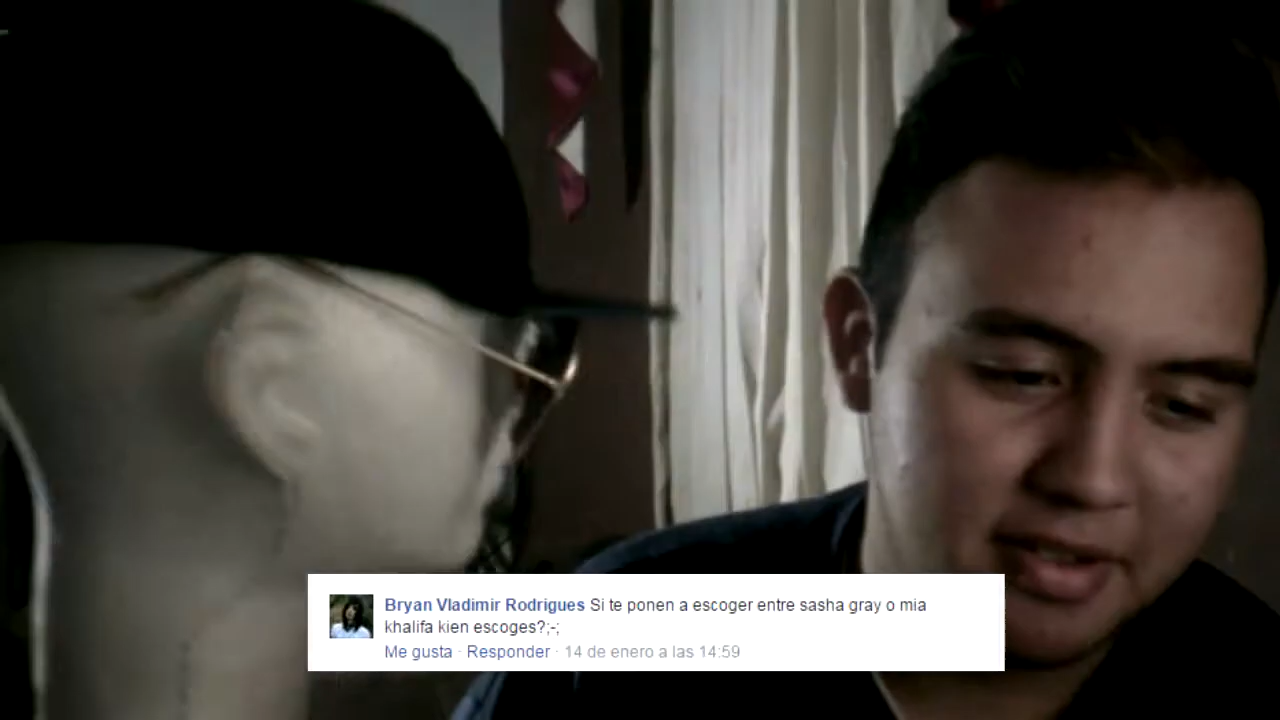 Bryan Vladimir Rodrigues Si te ponen a escoger entre sasha gray o mia
khalifa kien escoges?;-;
Me gusta · Responder · 14 de enero a las 14:59